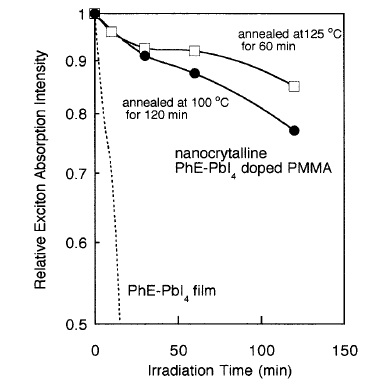 1
0.9
0.8
0.7
0.6
0.5
Relative Exciton Absorption Intensity
annealed at125 °C
for 60 min
annealed at 100 °C
for 120 min
nanocrytalline
PhE-PbI4 doped PMMA
PhE-PbI4 film
0
50
100
150
Irradiation Time (min)